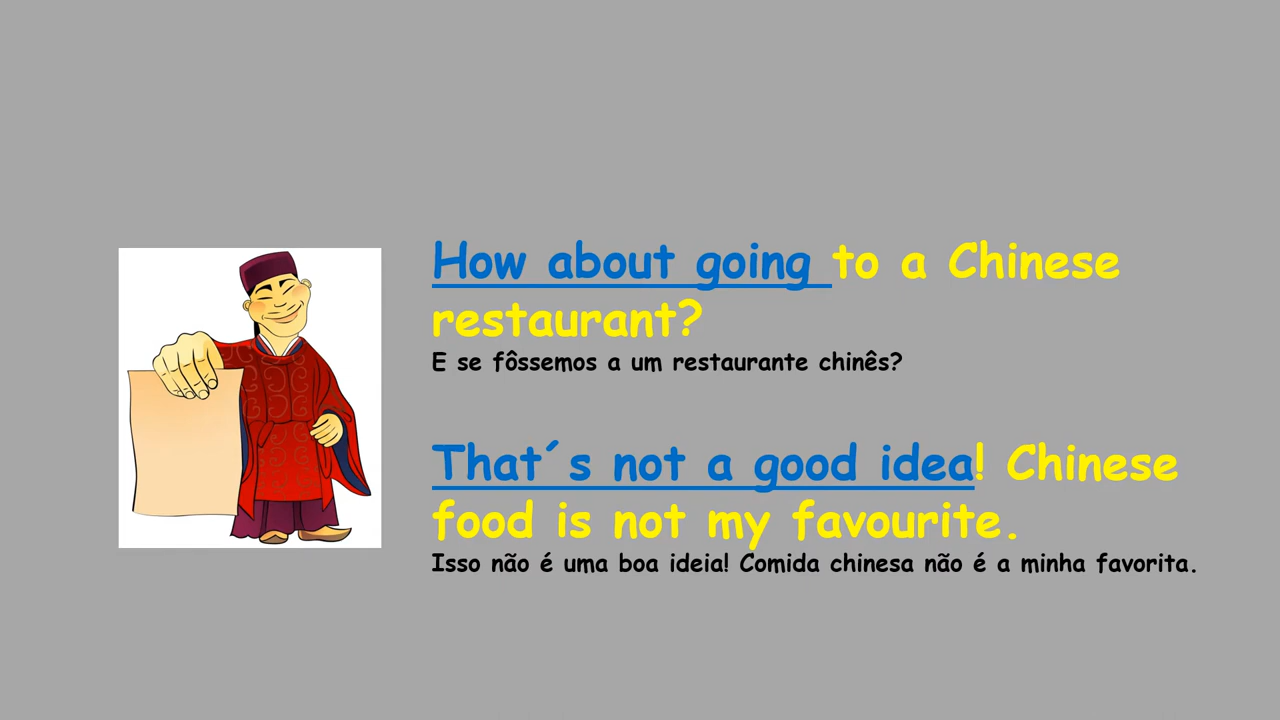 How about going to a Chinese
restaurant?
E se fôssemos a um restaurante chinês?
That´s not a good idea! Chinese
food is not my favourite.
Isso não é uma boa ideia! Comida chinesa não é a minha favorita.